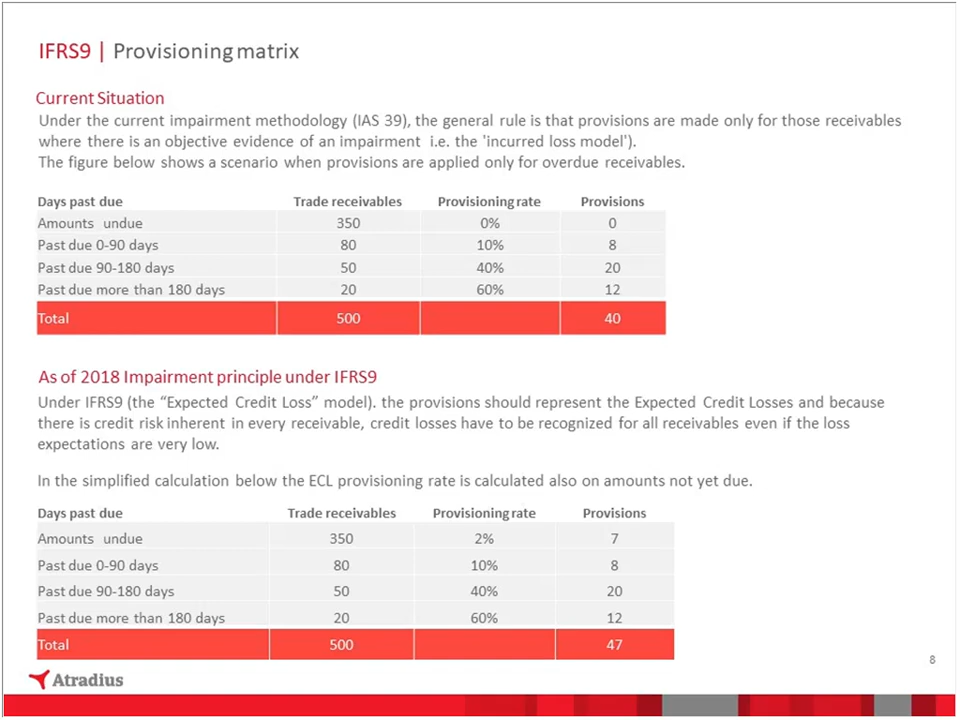 IFRS9 | Provisioning matrix
Current Situation
Under the current impairment methodology (IAS 39), the general rule is that provisions are made only for those receivables
where there is an objective evidence of an impairment i.e. the 'incurred loss model').
The figure below shows a scenario when provisions are applied only for overdue receivables.
Days past due Trade receivables Provisioning rate Provisions
Amounts undue 350 0% 0
Past due 0-90 days 80 10% 8
Past due 90-180 days 50 40% 20
Past due more than 180 days 20 60% 12
Total 500 40
As of 2018 Impairment principle under IFRS9
Under IFRS9 (the “Expected Credit Loss” model). the provisions should represent the Expected Credit Losses and because
there is credit risk inherent in every receivable, credit losses have to be recognized for all receivables even if the loss
expectations are very low.
In the simplified calculation below the ECL provisioning rate is calculated also on amounts not yet due.
Days past due Trade receivables Provisioning rate Provisions
Amounts undue 350 2% 7
Past due 0-90 days 80 10% 8
Past due 90-180 days 50 40% 20
Past due more than 180 days 20 60% 12
Total 500 47
8
Atradius